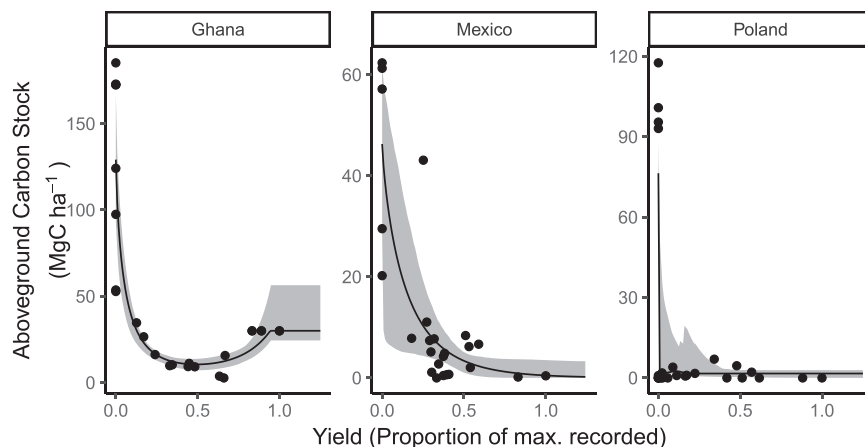 Ghana
Mexico
Poland
Aboveground Carbon Stock
(MgC ha⁻¹ )
150
100
50
0
60
40
20
0
120
90
60
30
0
0.0 0.5 1.0
0.0 0.5 1.0
0.0 0.5 1.0
Yield (Proportion of max. recorded)